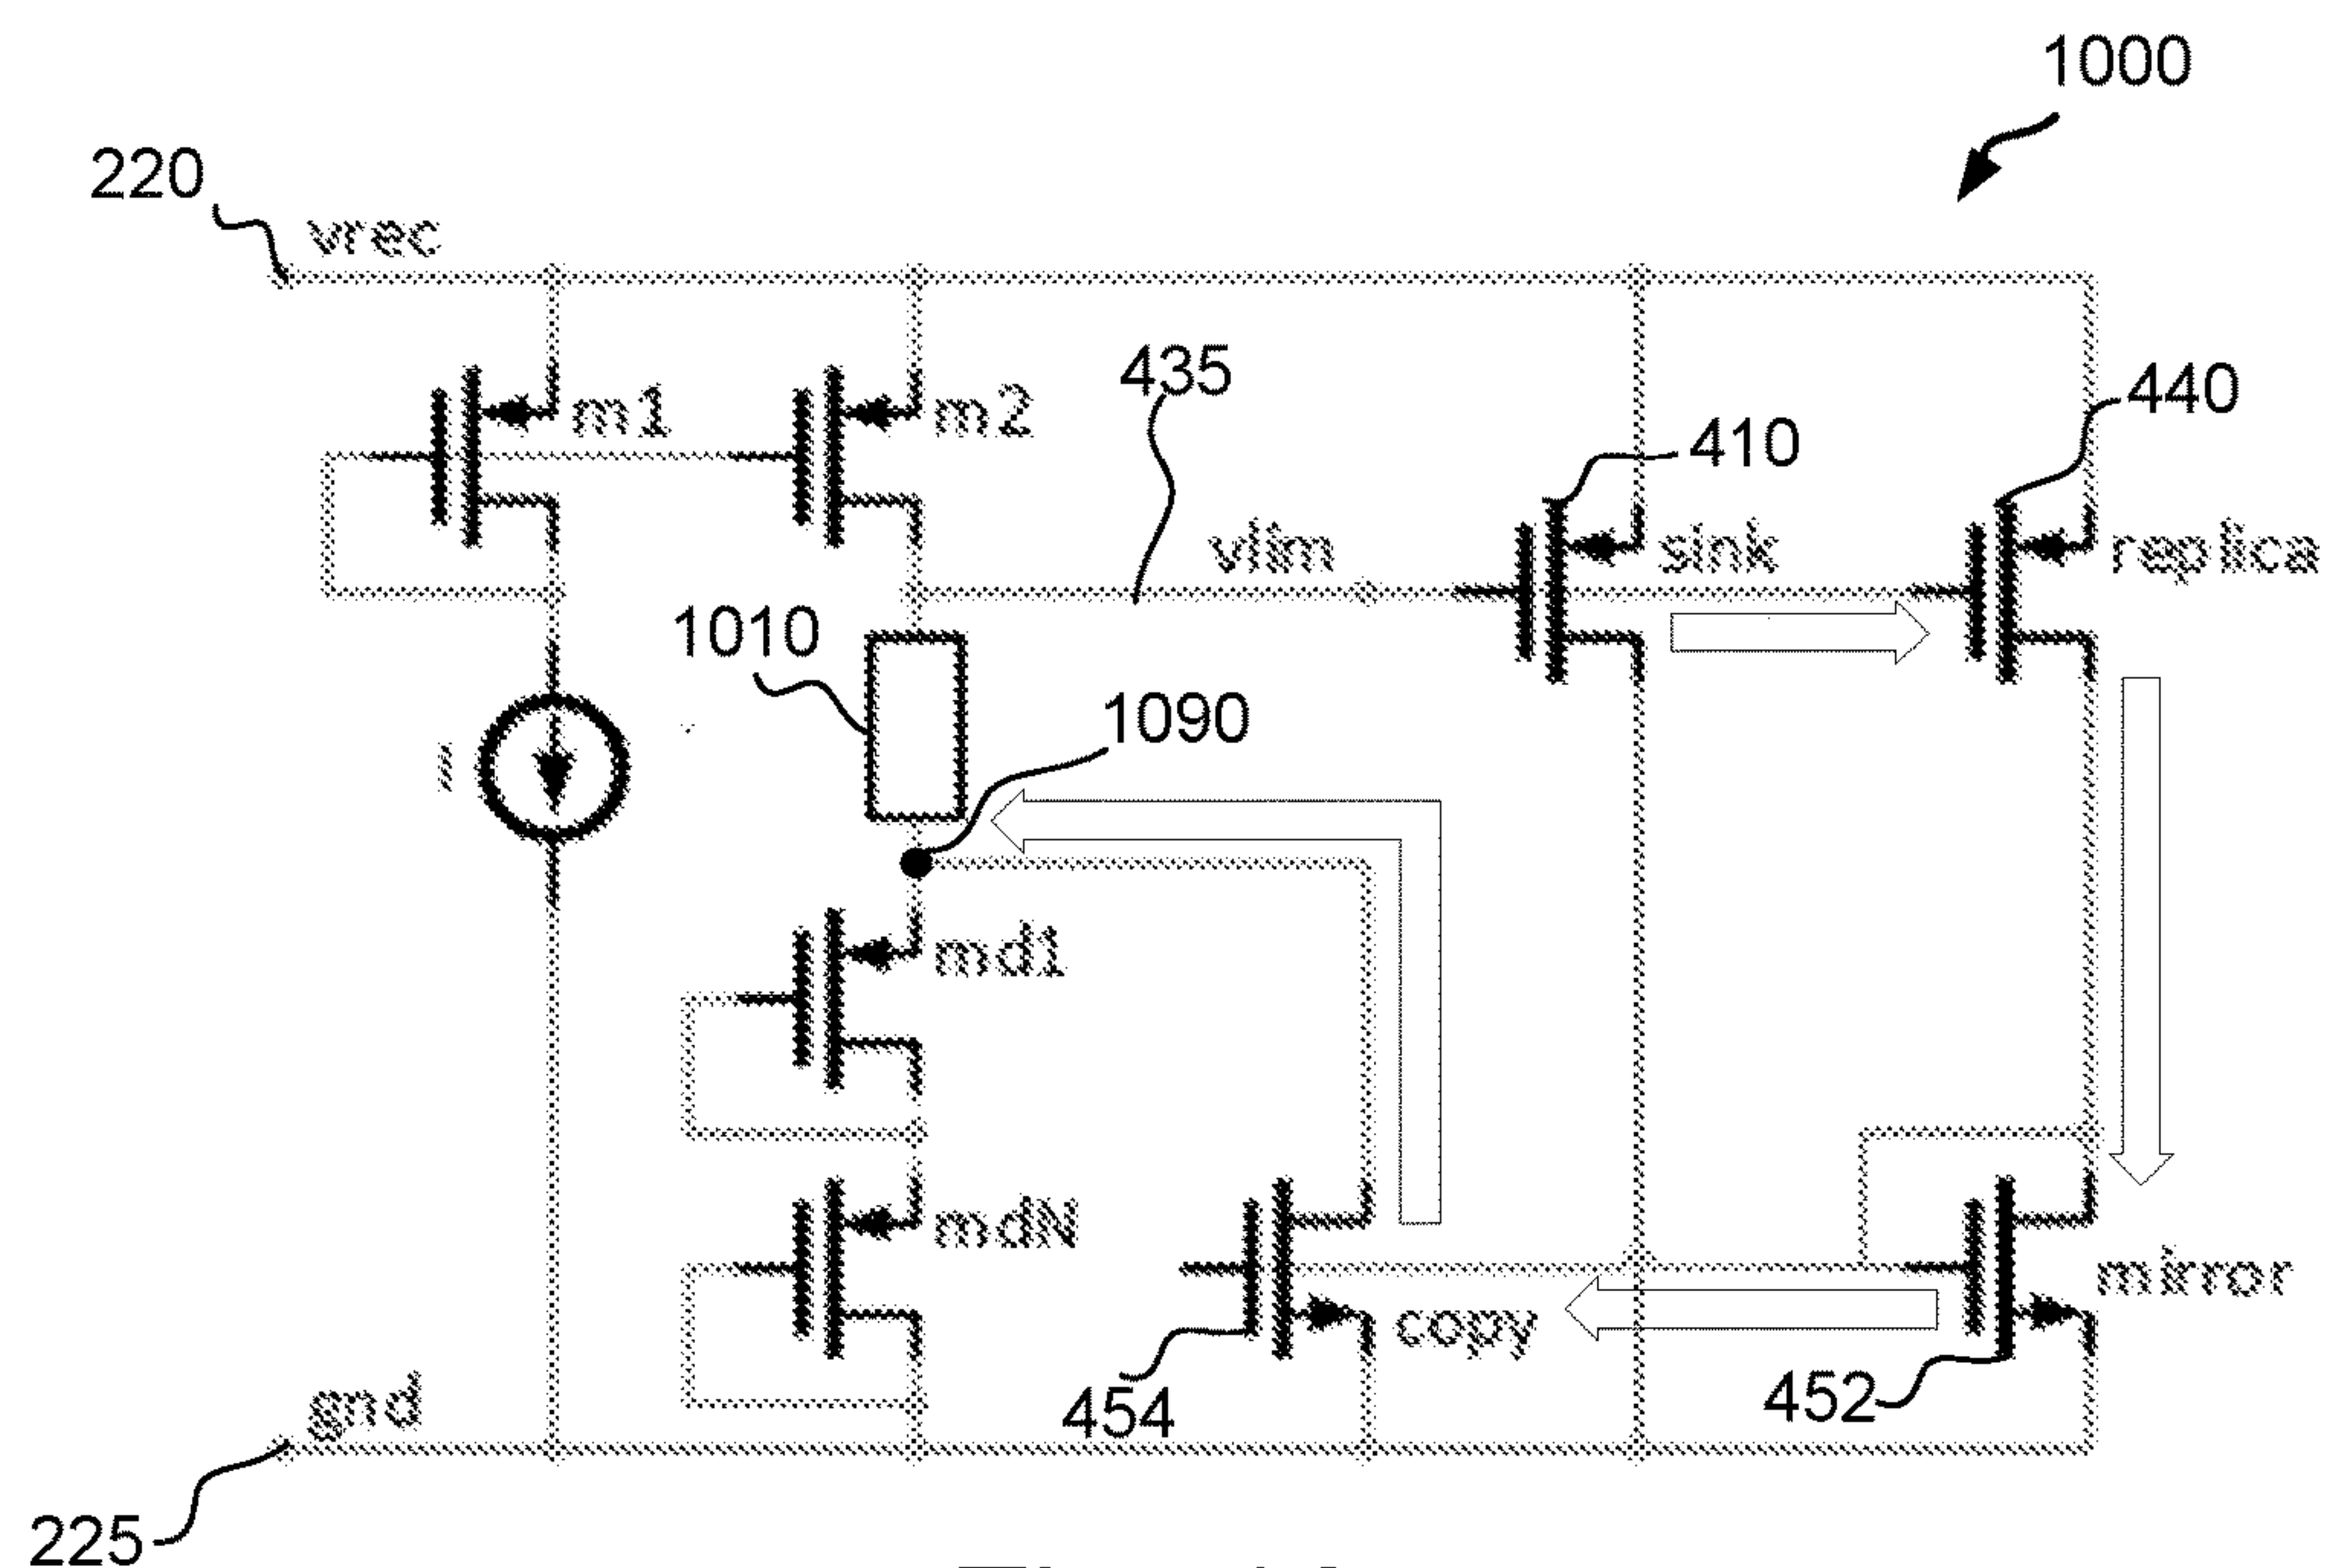 1000
220
vrec
435
440
m1
m2
410
vlim
sink
replica
1010
1090
i
md1
mdN
mirror
copy
gnd
454
452
225